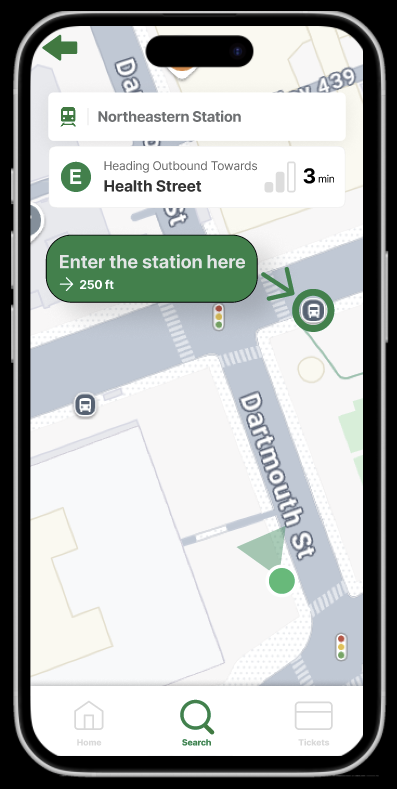 Da
y 439
Northeastern Station
E
Heading Outbound Towards
Health Street
3 min
St
Enter the station here
250 ft
Dartmouth St
Home
Search
Tickets